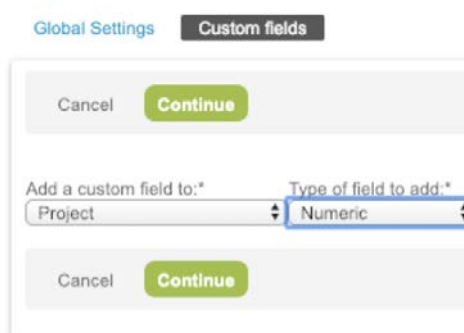 Global Settings Custom fields
Cancel Continue
Add a custom field to:* Type of field to add:*
Project Numeric
Cancel Continue